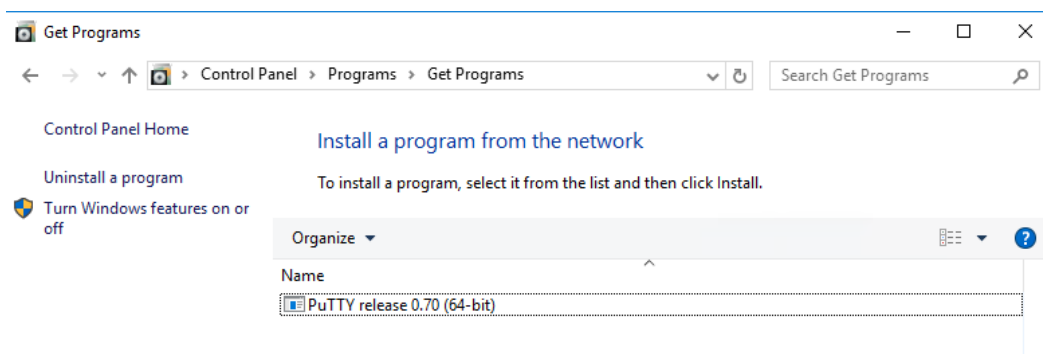 Get Programs
Control Panel > Programs > Get Programs
Search Get Programs
Control Panel Home
Uninstall a program
Turn Windows features on or
off
Install a program from the network
To install a program, select it from the list and then click Install.
Organize
?
Name
PuTTY release 0.70 (64-bit)